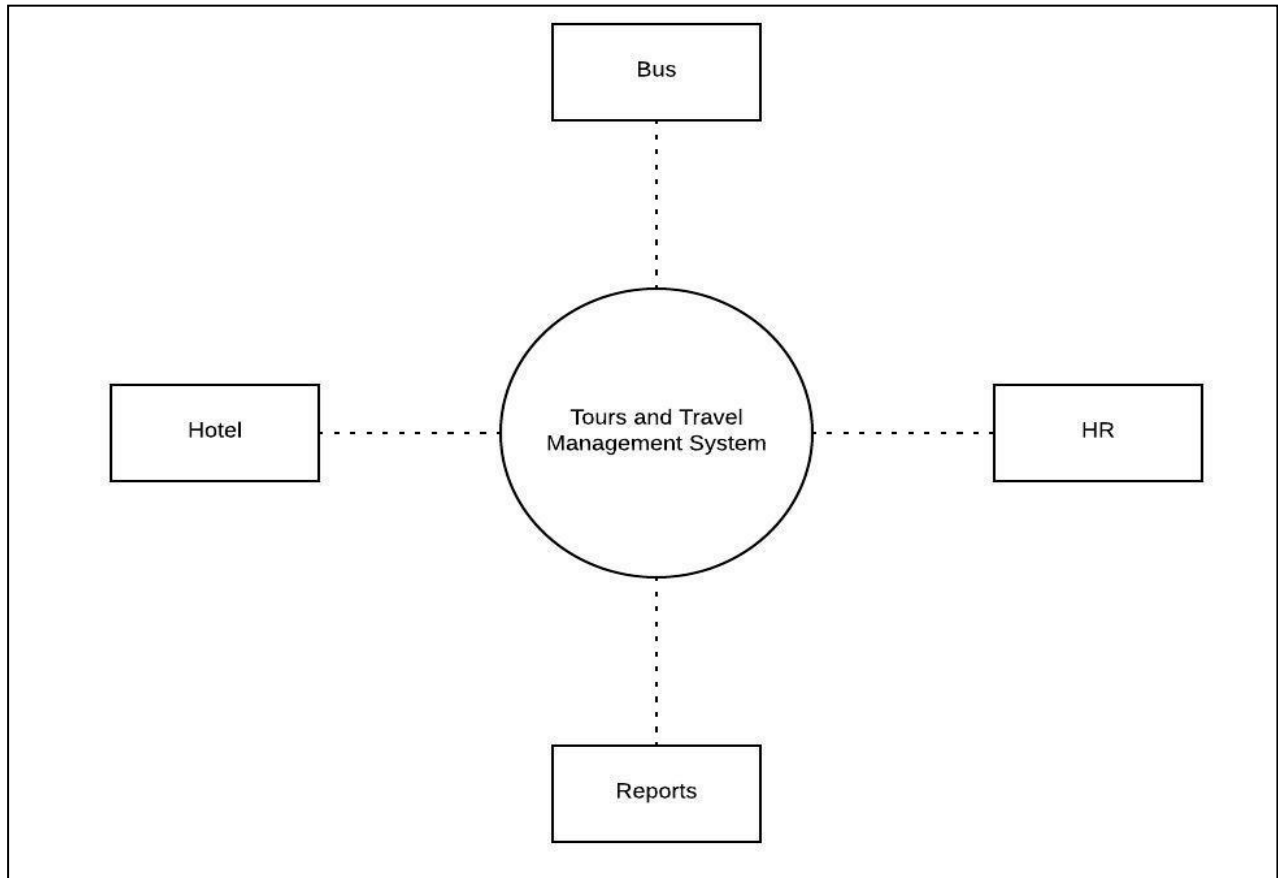 Bus
Hotel
Tours and Travel
Management System
HR
Reports